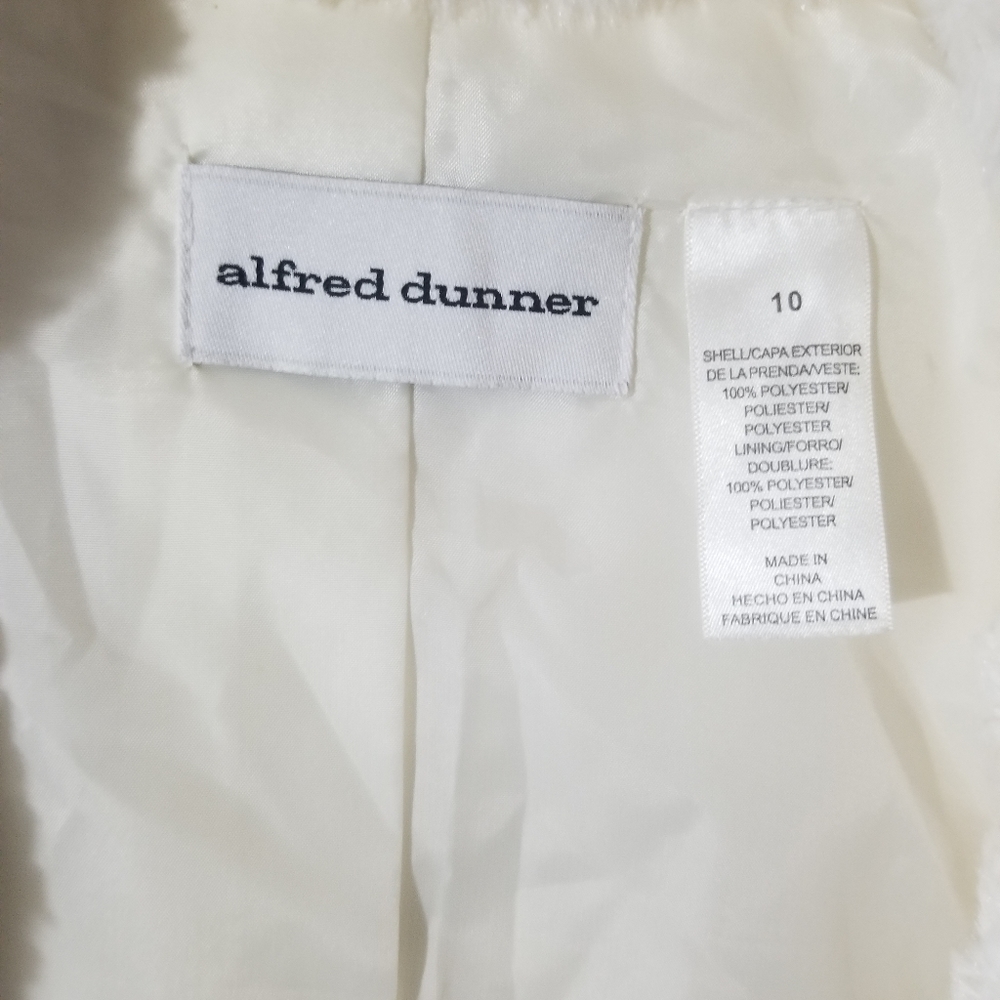 alfred dunner
10
SHELL/CAPA EXTERIOR
DE LA PRENDA/VESTE:
100% POLYESTER/
POLIESTER/
POLYESTER
LINING/FORRO/
DOUBLURE:
100% POLYESTER/
POLIESTER/
POLYESTER
MADE IN
CHINA
HECHO EN CHINA
FABRIQUE EN CHINE